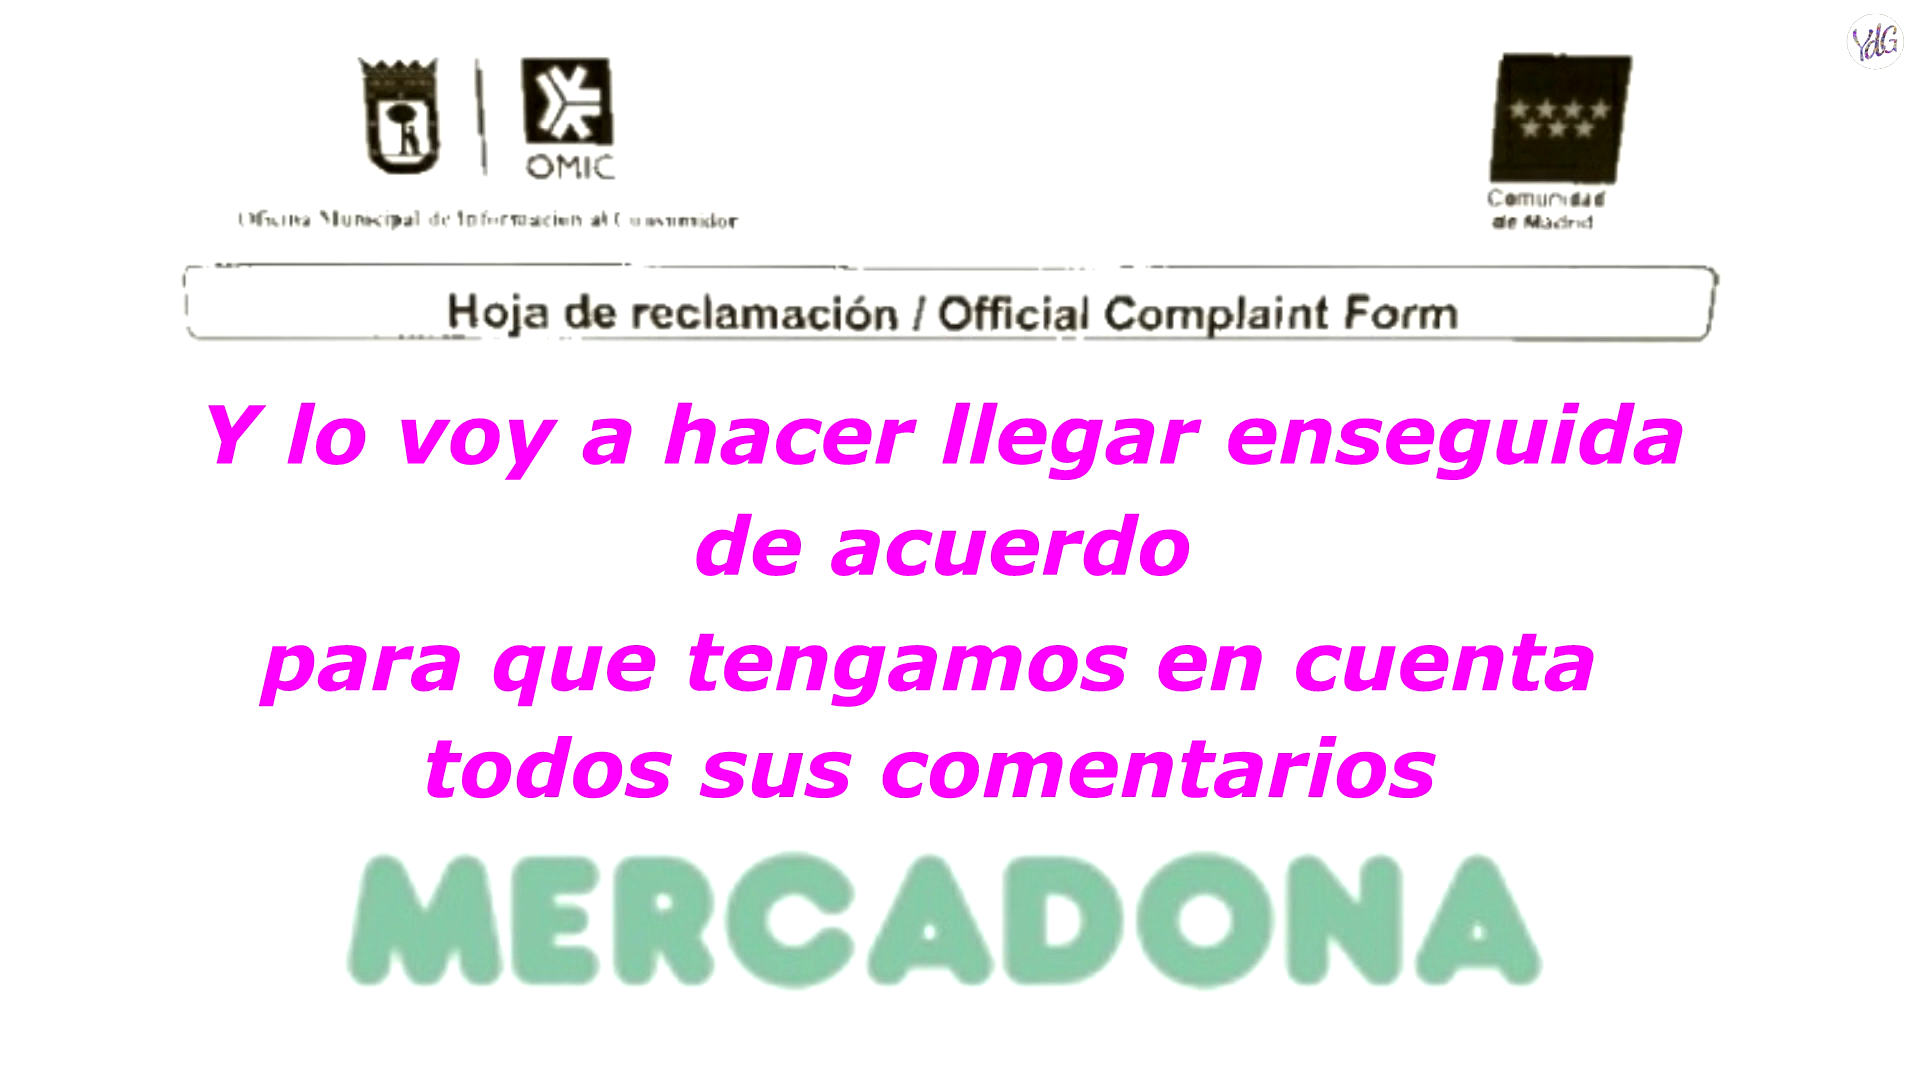 YdG
OMIC
Oficina Municipal de Información al Consumidor
Comunidad
de Madrid
Hoja de reclamación / Official Complaint Form
Y lo voy a hacer llegar enseguida
de acuerdo
para que tengamos en cuenta
todos sus comentarios
MERCADONA